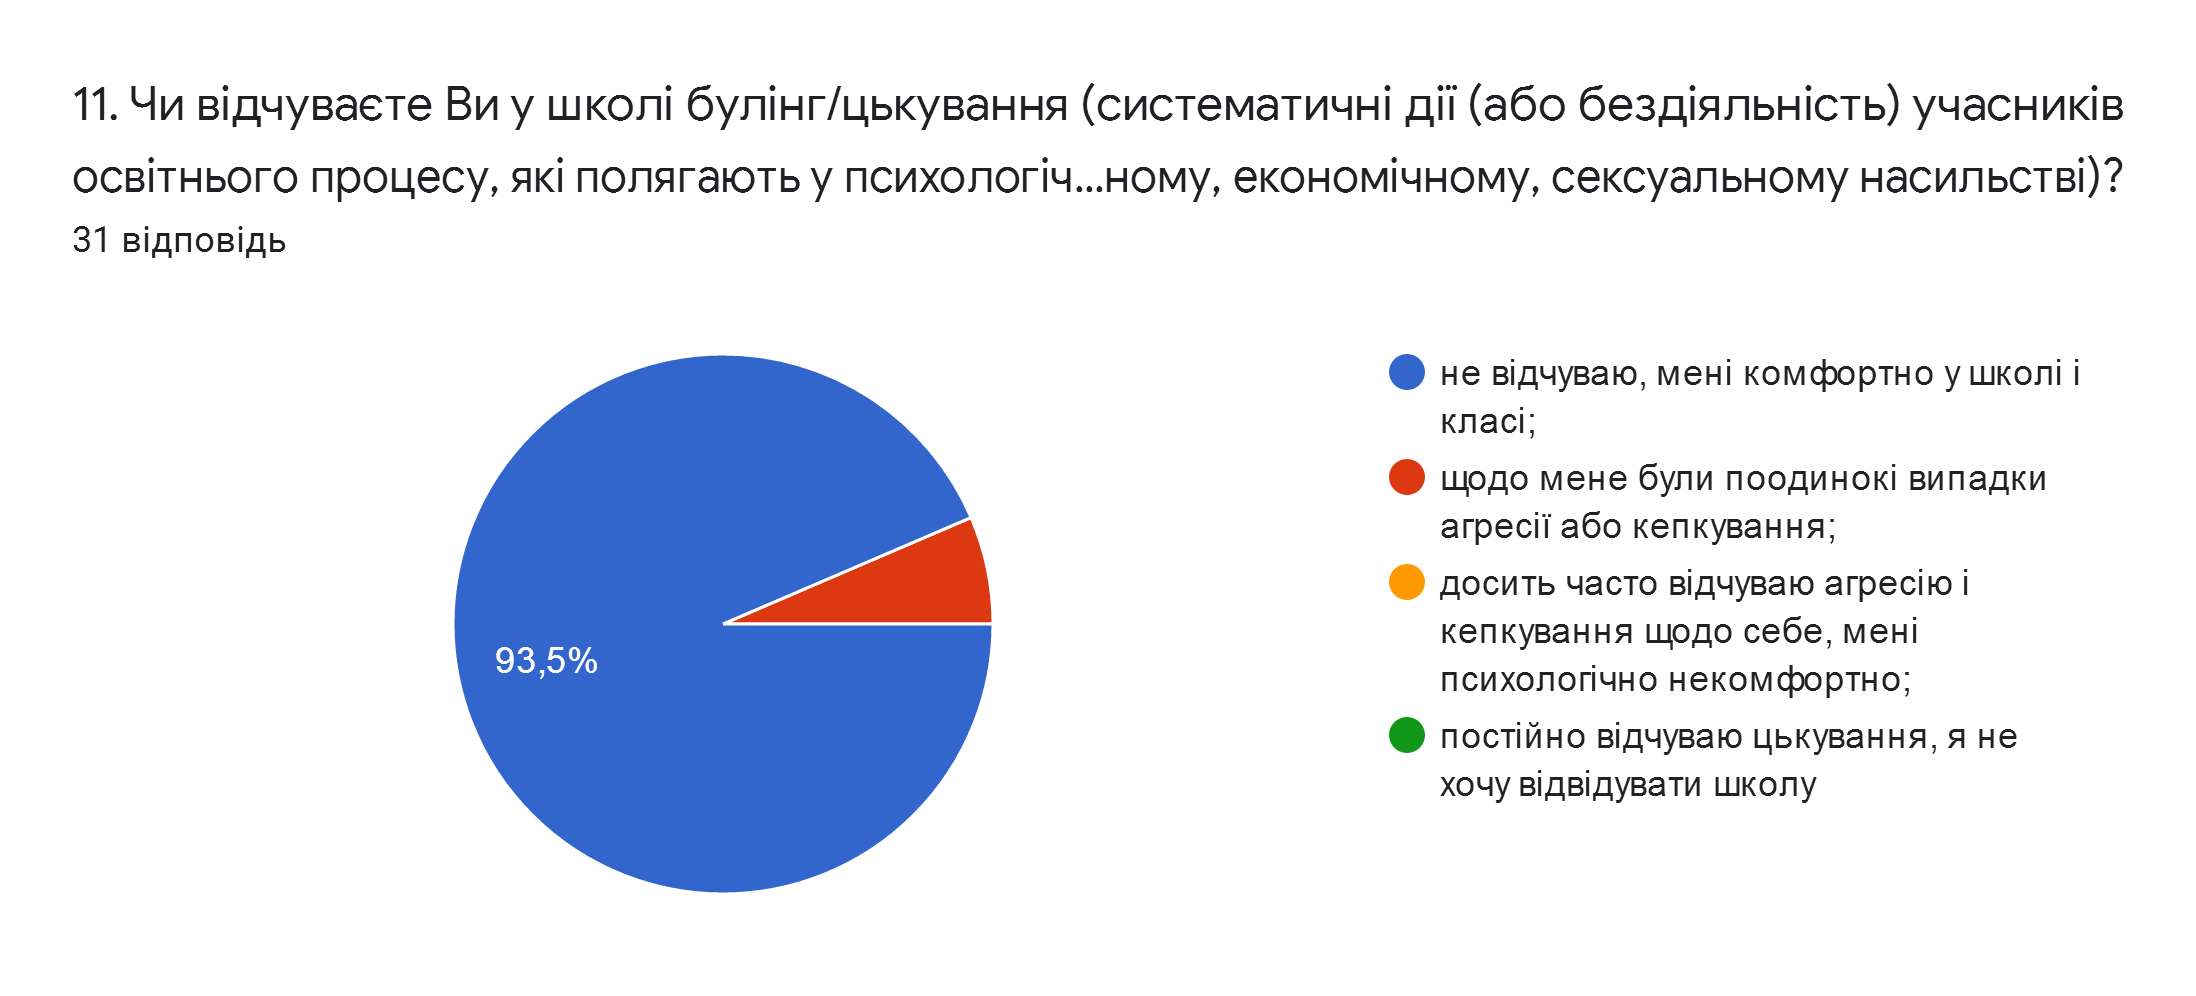 11. Чи відчуваєте Ви у школі булінг/цькування (систематичні дії (або бездіяльність) учасників
освітнього процесу, які полягають у психологіч...ному, економічному, сексуальному насильстві)?
31 відповідь
не відчуваю, мені комфортно у школі і
класі;
щодо мене були поодинокі випадки
агресії або кепкування;
досить часто відчуваю агресію і
кепкування щодо себе, мені
психологічно некомфортно;
постійно відчуваю цькування, я не
хочу відвідувати школу
93,5%